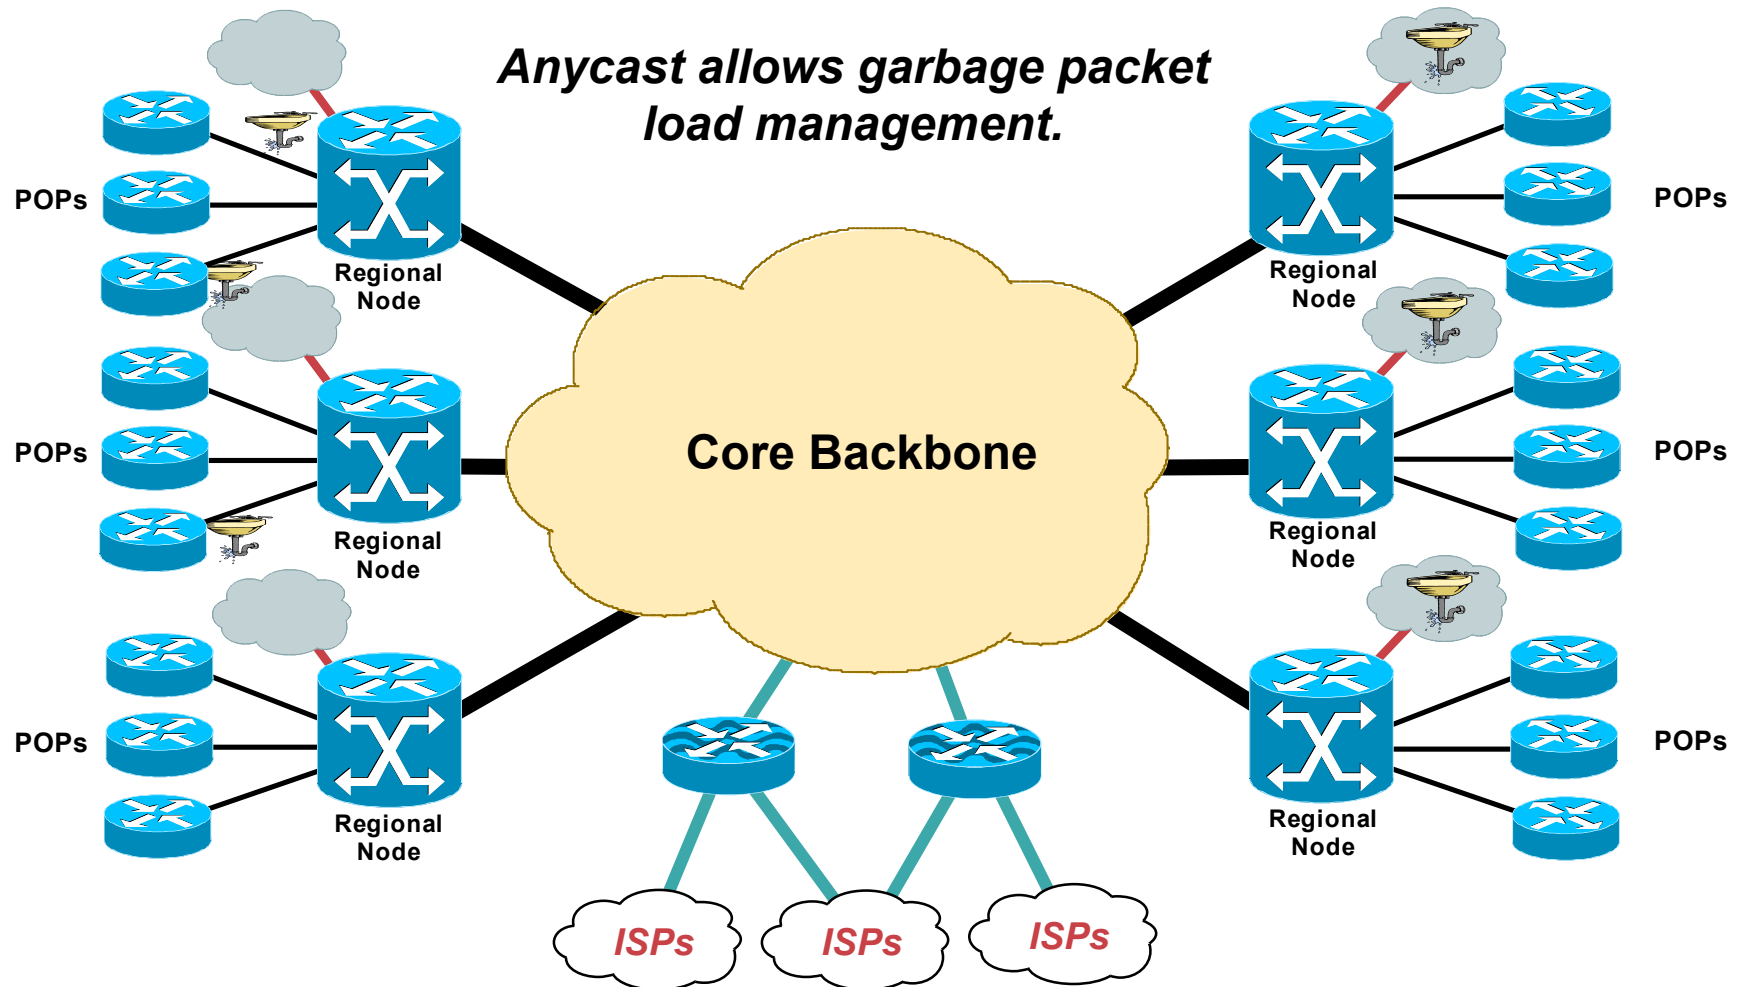 Anycast allows garbage packet
load management.
POPs
Regional
Node
Regional
Node
POPs
POPs
Regional
Node
Core Backbone
Regional
Node
POPs
POPs
Regional
Node
Regional
Node
POPs
ISPs
ISPs
ISPs